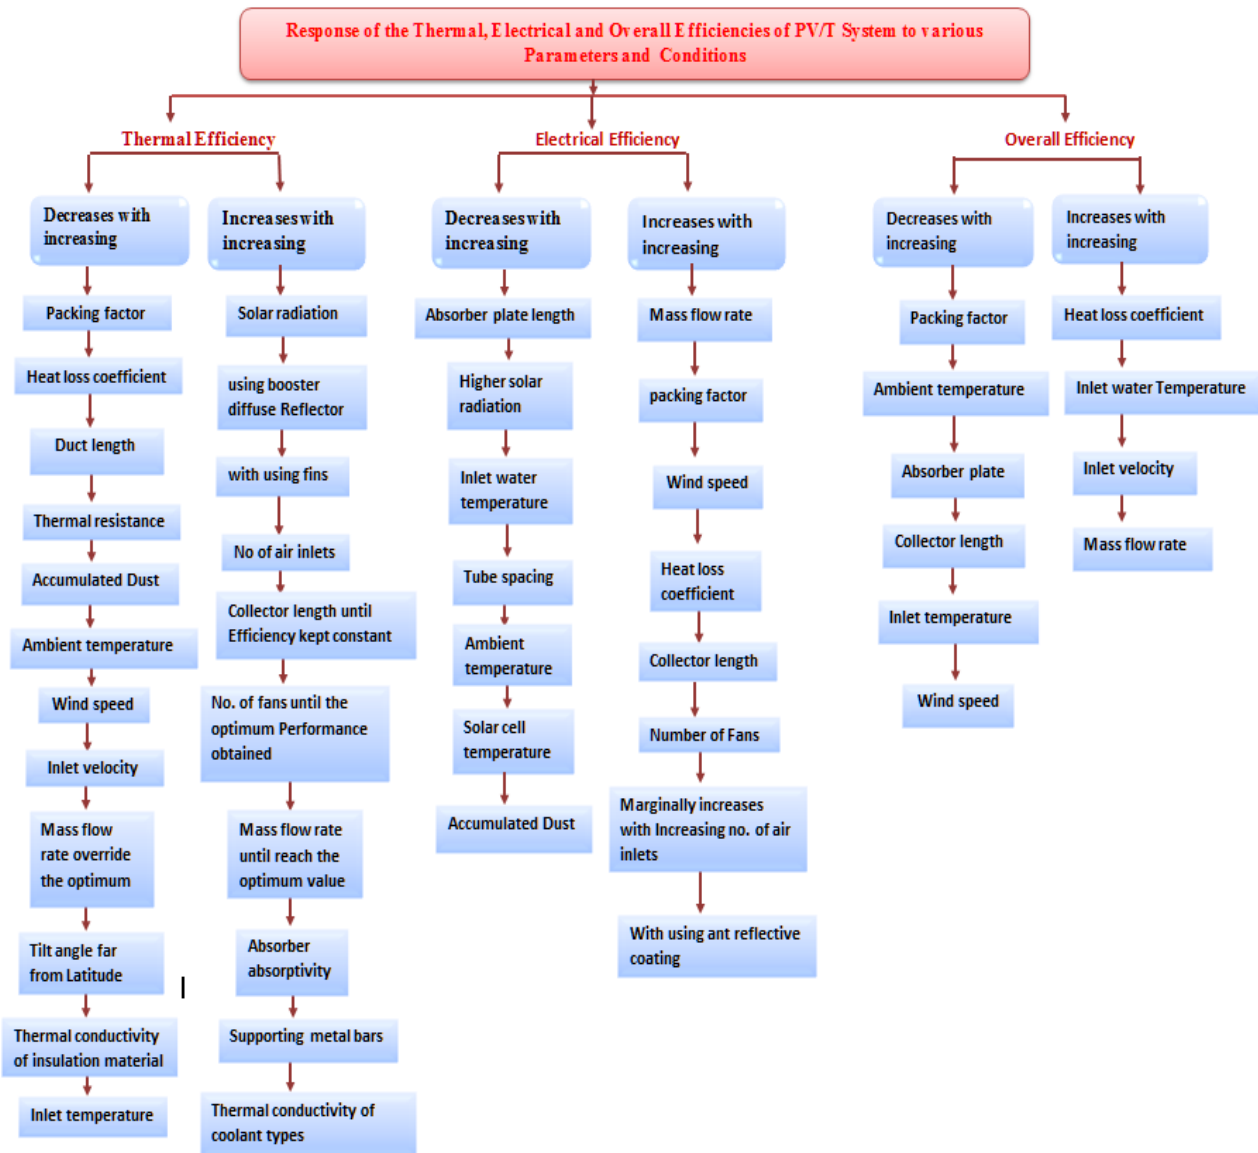 Response of the Thermal, Electrical and Overall Efficiencies of PV/T System to various
Parameters and Conditions
Thermal Efficiency
Electrical Efficiency
Overall Efficiency
Decreases with
increasing
Packing factor
Heat loss coefficient
Duct length
Thermal resistance
Accumulated Dust
Ambient temperature
Wind speed
Inlet velocity
Mass flow
rate override
the optimum
Tilt angle far
from Latitude
Thermal conductivity
of insulation material
Inlet temperature
Increases with
increasing
Solar radiation
using booster
diffuse Reflector
with using fins
No of air inlets
Collector length until
Efficiency kept constant
No. of fans until the
optimum Performance
obtained
Mass flow rate
until reach the
optimum value
Absorber
absorptivity
Supporting metal bars
Thermal conductivity of
coolant types
Decreases with
increasing
Absorber plate length
Higher solar
radiation
Inlet water
temperature
Tube spacing
Ambient
temperature
Solar cell
temperature
Accumulated Dust
Increases with
increasing
Mass flow rate
packing factor
Wind speed
Heat loss
coefficient
Collector length
Number of Fans
Marginally increases
with Increasing no. of air
inlets
With using ant reflective
coating
Decreases with
increasing
Packing factor
Ambient temperature
Absorber plate
Collector length
Inlet temperature
Wind speed
Increases with
increasing
Heat loss coefficient
Inlet water Temperature
Inlet velocity
Mass flow rate